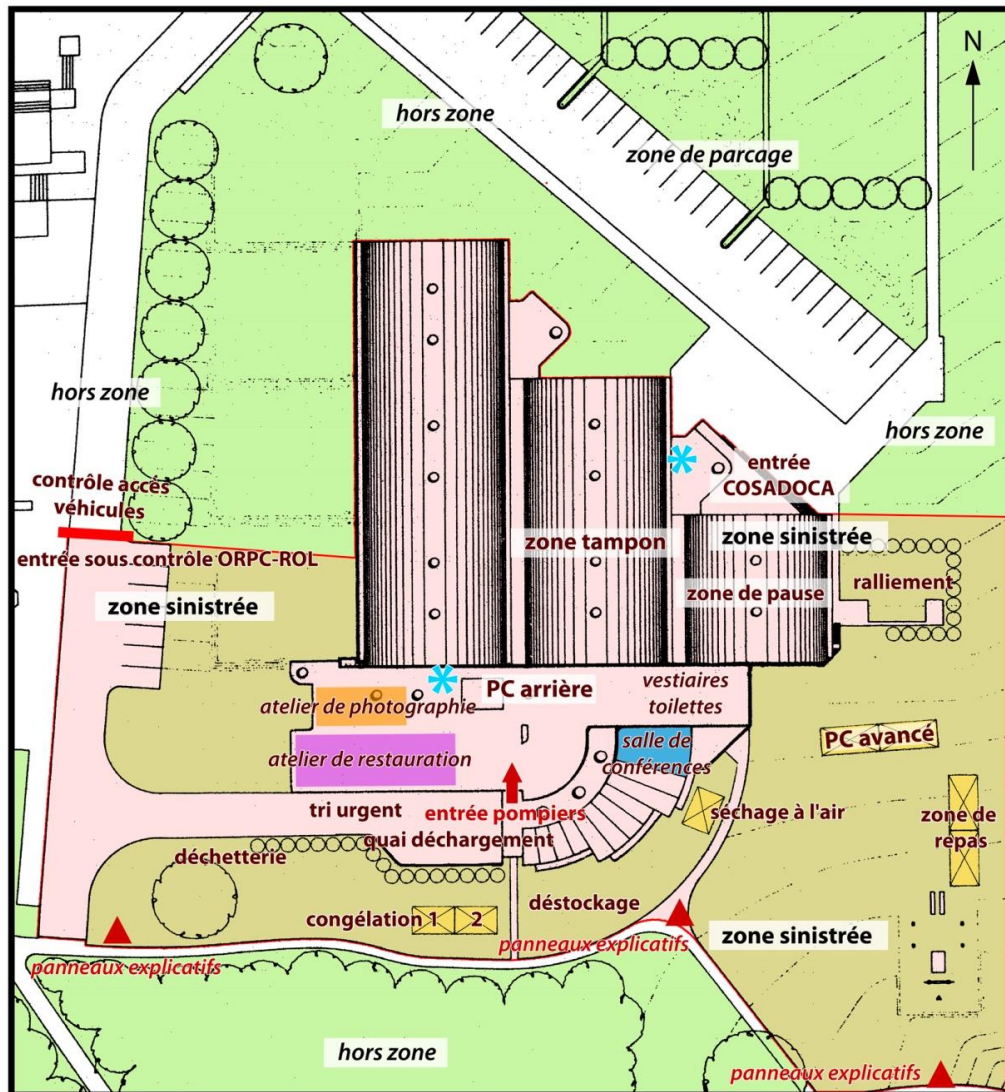 N
hors zone
zone de parcage
hors zone
hors zone
contrôle accès
véhicules
entrée
COSADOCA
entrée sous contrôle ORPC-ROL
zone tampon
zone sinistrée
zone sinistrée
zone de pause
ralliement
PC arrière
vestiaires
toilettes
atelier de photographie
atelier de restauration
salle de
conférences
PC avancé
tri urgent
entrée pompiers
quai déchargement
séchage à l'air
zone de
repas
déchetterie
congélation 1 2
déstockage
panneaux explicatifs
panneaux explicatifs
zone sinistrée
hors zone
panneaux explicatifs